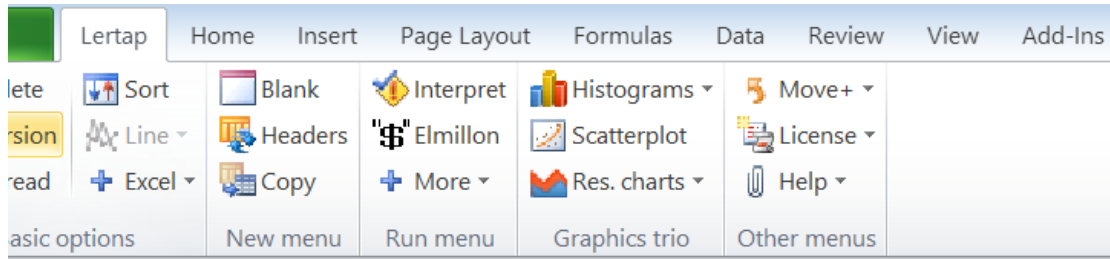 Lertap Home Insert Page Layout Formulas Data Review View Add-Ins
lete Sort Blank Interpret Histograms Move+
rsion Line Headers "$" Elmillon Scatterplot License
read Excel Copy More Res. charts Help
asic options New menu Run menu Graphics trio Other menus